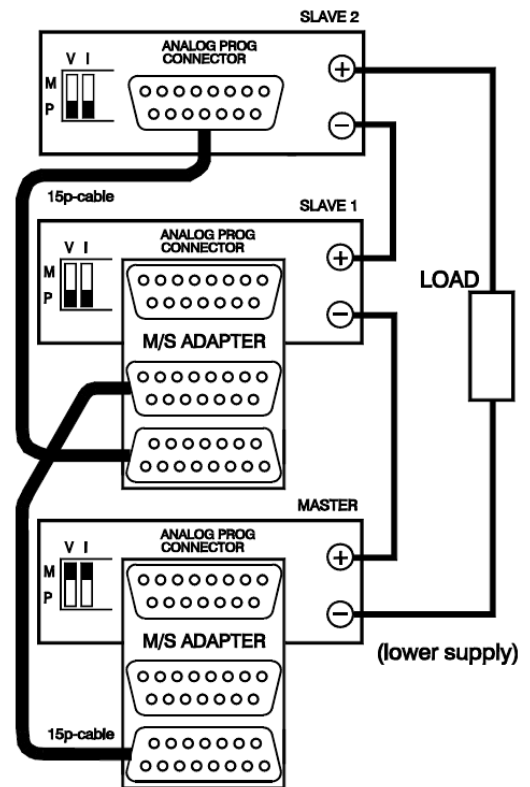 SLAVE 2
ANALOG PROG
CONNECTOR
V I
M
P
+
−
15p-cable
SLAVE 1
ANALOG PROG
CONNECTOR
V I
M
P
+
−
LOAD
M/S ADAPTER
MASTER
ANALOG PROG
CONNECTOR
V I
M
P
+
−
M/S ADAPTER
(lower supply)
15p-cable